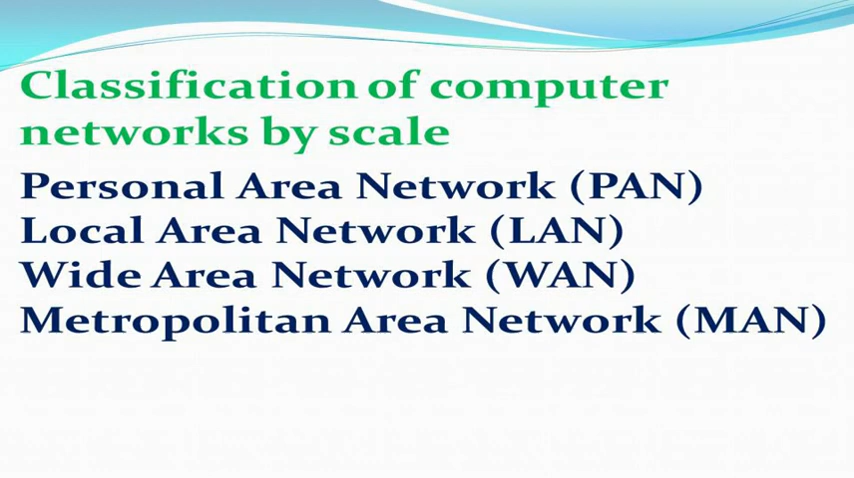 Classification of computer
networks by scale
Personal Area Network (PAN)
Local Area Network (LAN)
Wide Area Network (WAN)
Metropolitan Area Network (MAN)